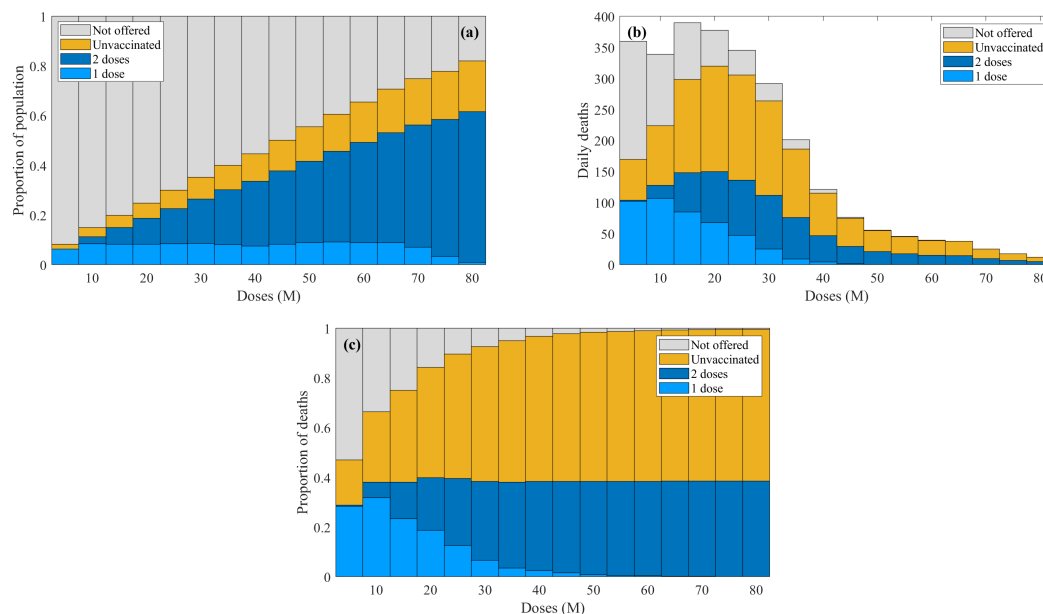 (a)
Not offered
Unvaccinated
2 doses
1 dose
Proportion of population
1
0.8
0.6
0.4
0.2
0
10 20 30 40 50 60 70 80
Doses (M)
(b)
Not offered
Unvaccinated
2 doses
1 dose
Daily deaths
400
350
300
250
200
150
100
50
0
10 20 30 40 50 60 70 80
Doses (M)
(c)
Not offered
Unvaccinated
2 doses
1 dose
Proportion of deaths
1
0.8
0.6
0.4
0.2
0
10 20 30 40 50 60 70 80
Doses (M)